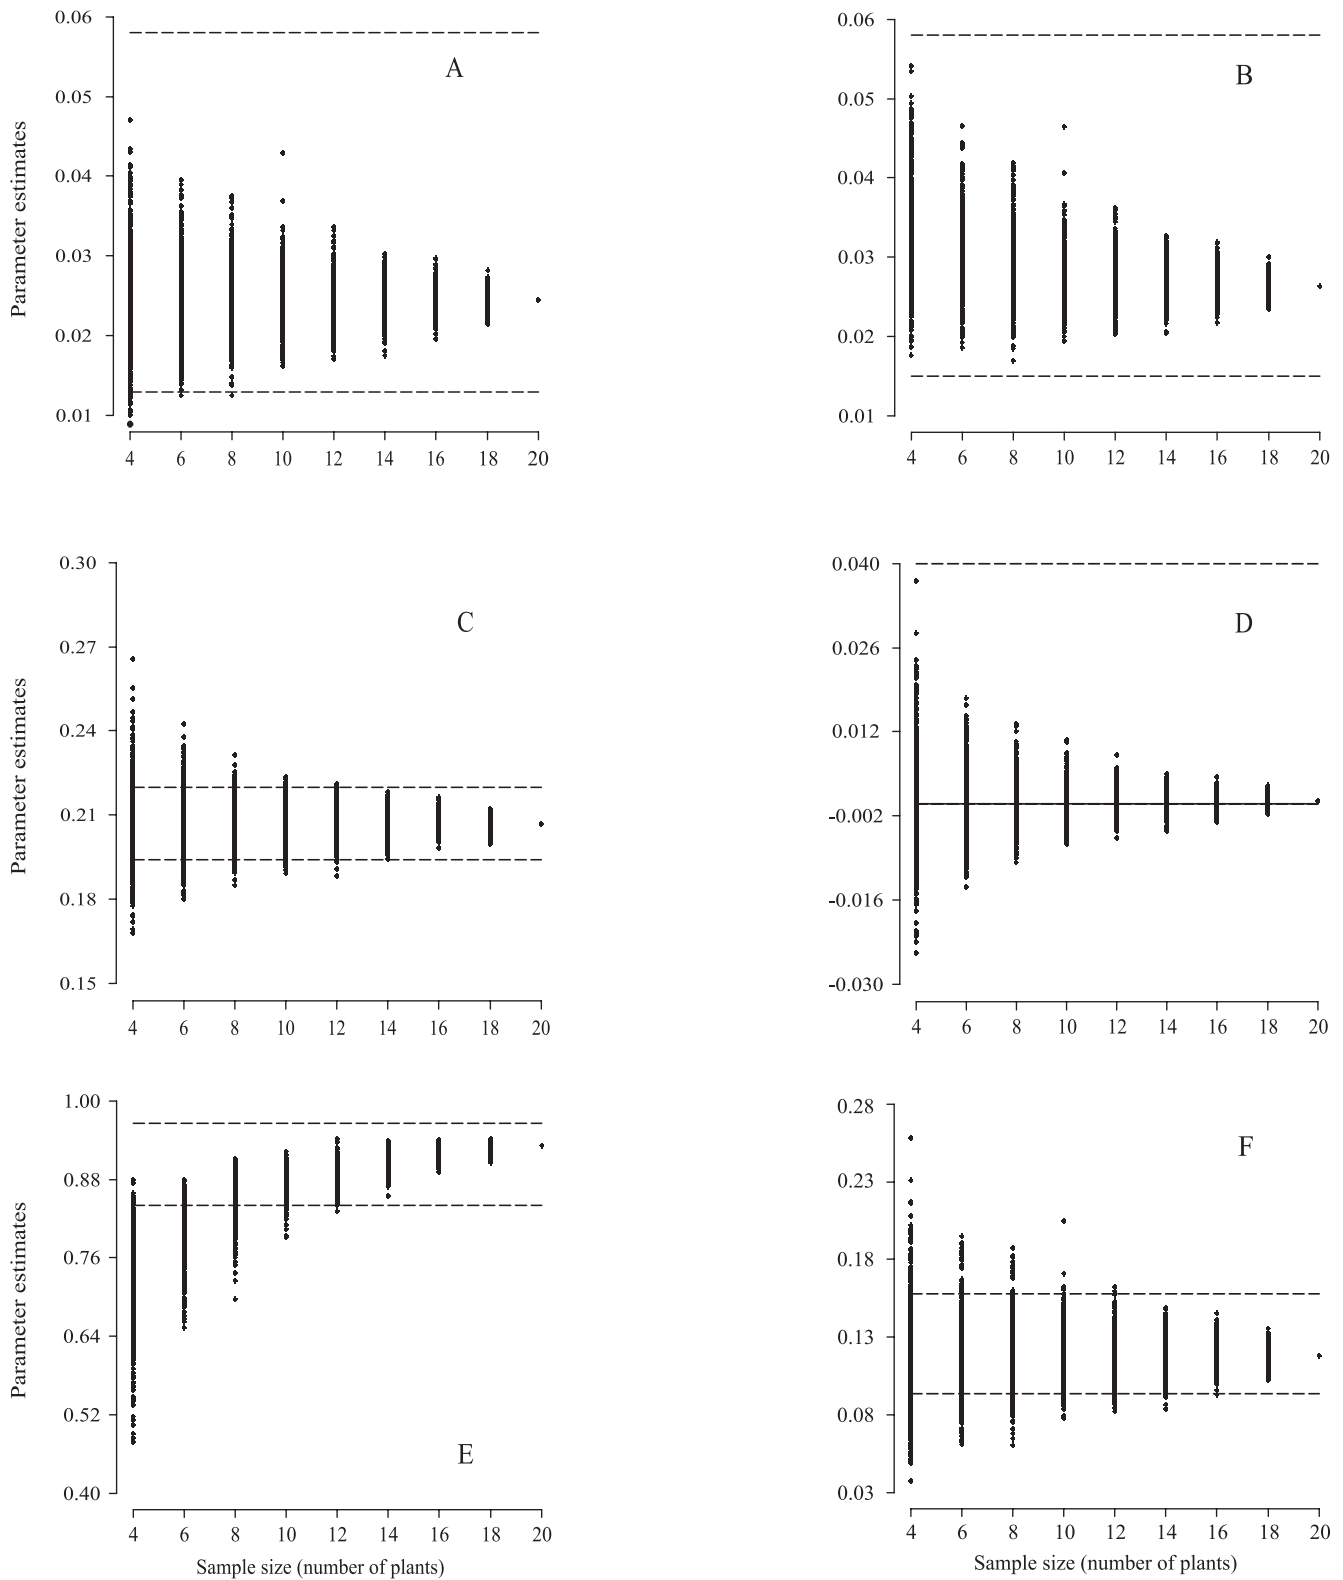 0.06
0.05
0.04
0.03
0.02
0.01
Parameter estimates
A
4 6 8 10 12 14 16 18 20
0.06
0.05
0.04
0.03
0.02
0.01
B
4 6 8 10 12 14 16 18 20
0.30
0.27
0.24
0.21
0.18
0.15
Parameter estimates
C
4 6 8 10 12 14 16 18 20
0.040
0.026
0.012
-0.002
-0.016
-0.030
D
4 6 8 10 12 14 16 18 20
1.00
0.88
0.76
0.64
0.52
0.40
Parameter estimates
E
4 6 8 10 12 14 16 18 20
Sample size (number of plants)
0.28
0.23
0.18
0.13
0.08
0.03
F
4 6 8 10 12 14 16 18 20
Sample size (number of plants)